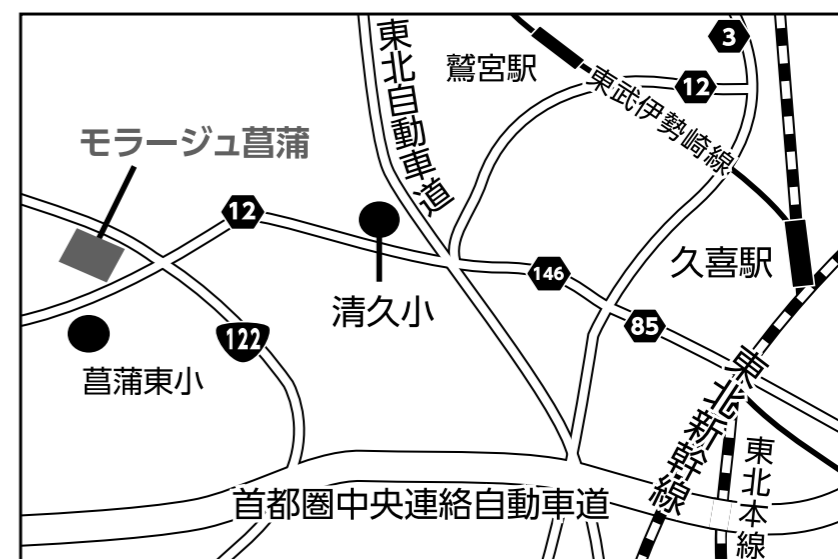 東北自動車道
鷲宮駅
3
12
東武伊勢崎線
モラージュ菖蒲
12
久喜駅
146
清久小
85
122
菖蒲東小
東北新幹線
東北本線
首都圏中央連絡自動車道